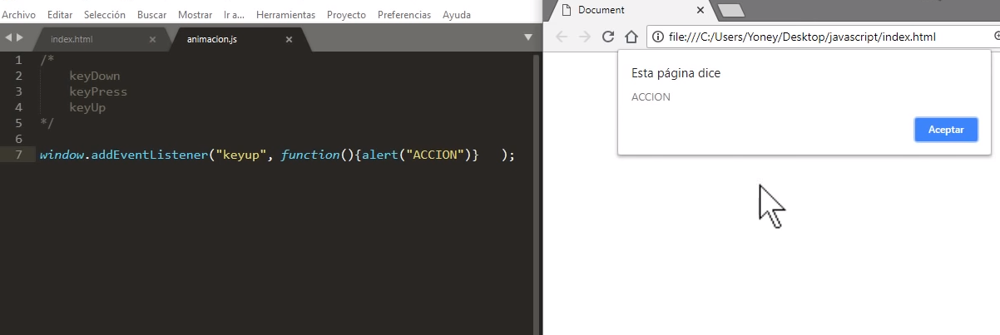 Archivo Editar Selección Buscar Mostrar Ir a... Herramientas Proyecto Preferencias Ayuda
index.html animacion.js
1 /*
2 keyDown
3 keyPress
4 keyUp
5 */
6
7 window.addEventListener("keyup", function(){alert("ACCION")} );
Document
file:///C:/Users/Yoney/Desktop/javascript/index.html
Esta página dice
ACCION
Aceptar